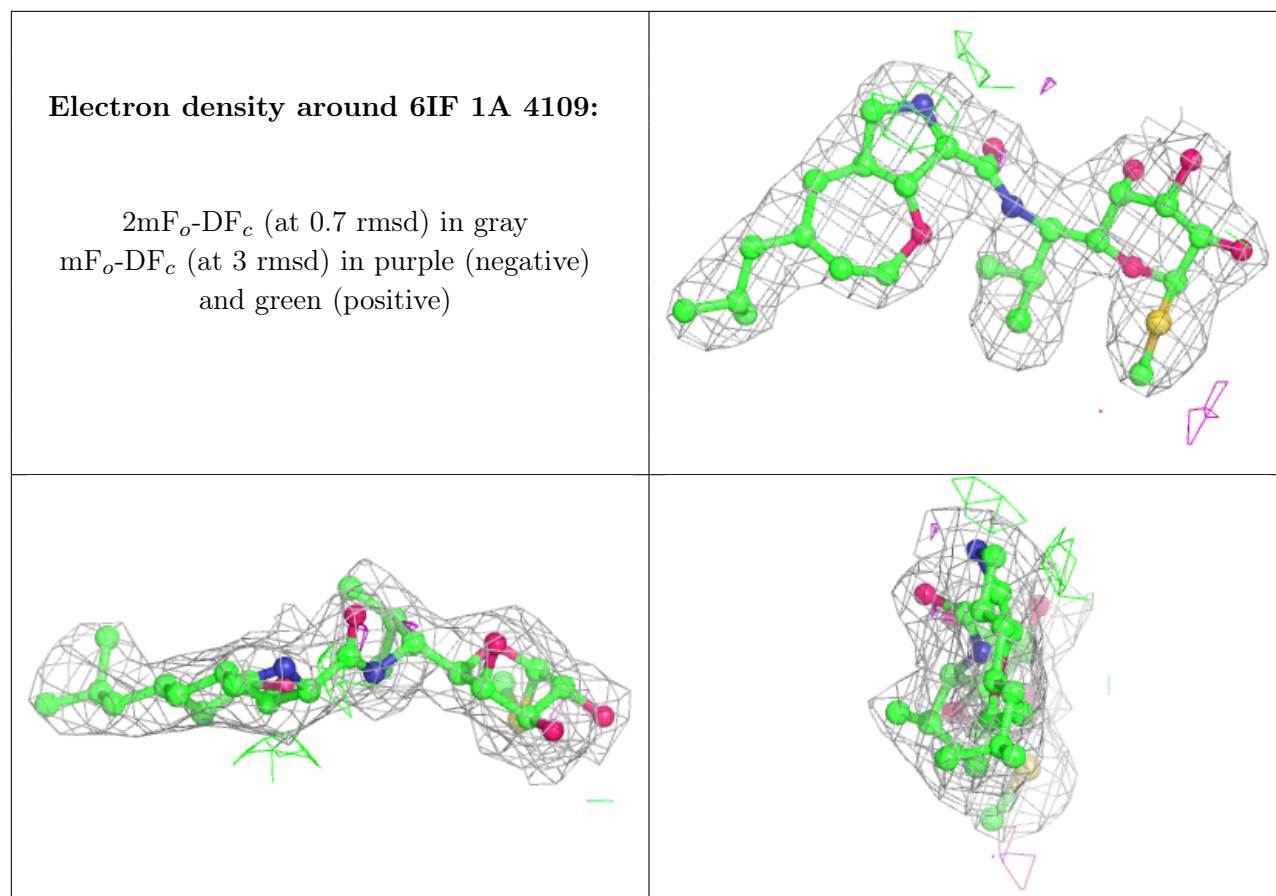 Electron density around 6IF 1A 4109:
2mFo-DFc (at 0.7 rmsd) in gray
mFo-DFc (at 3 rmsd) in purple (negative)
and green (positive)